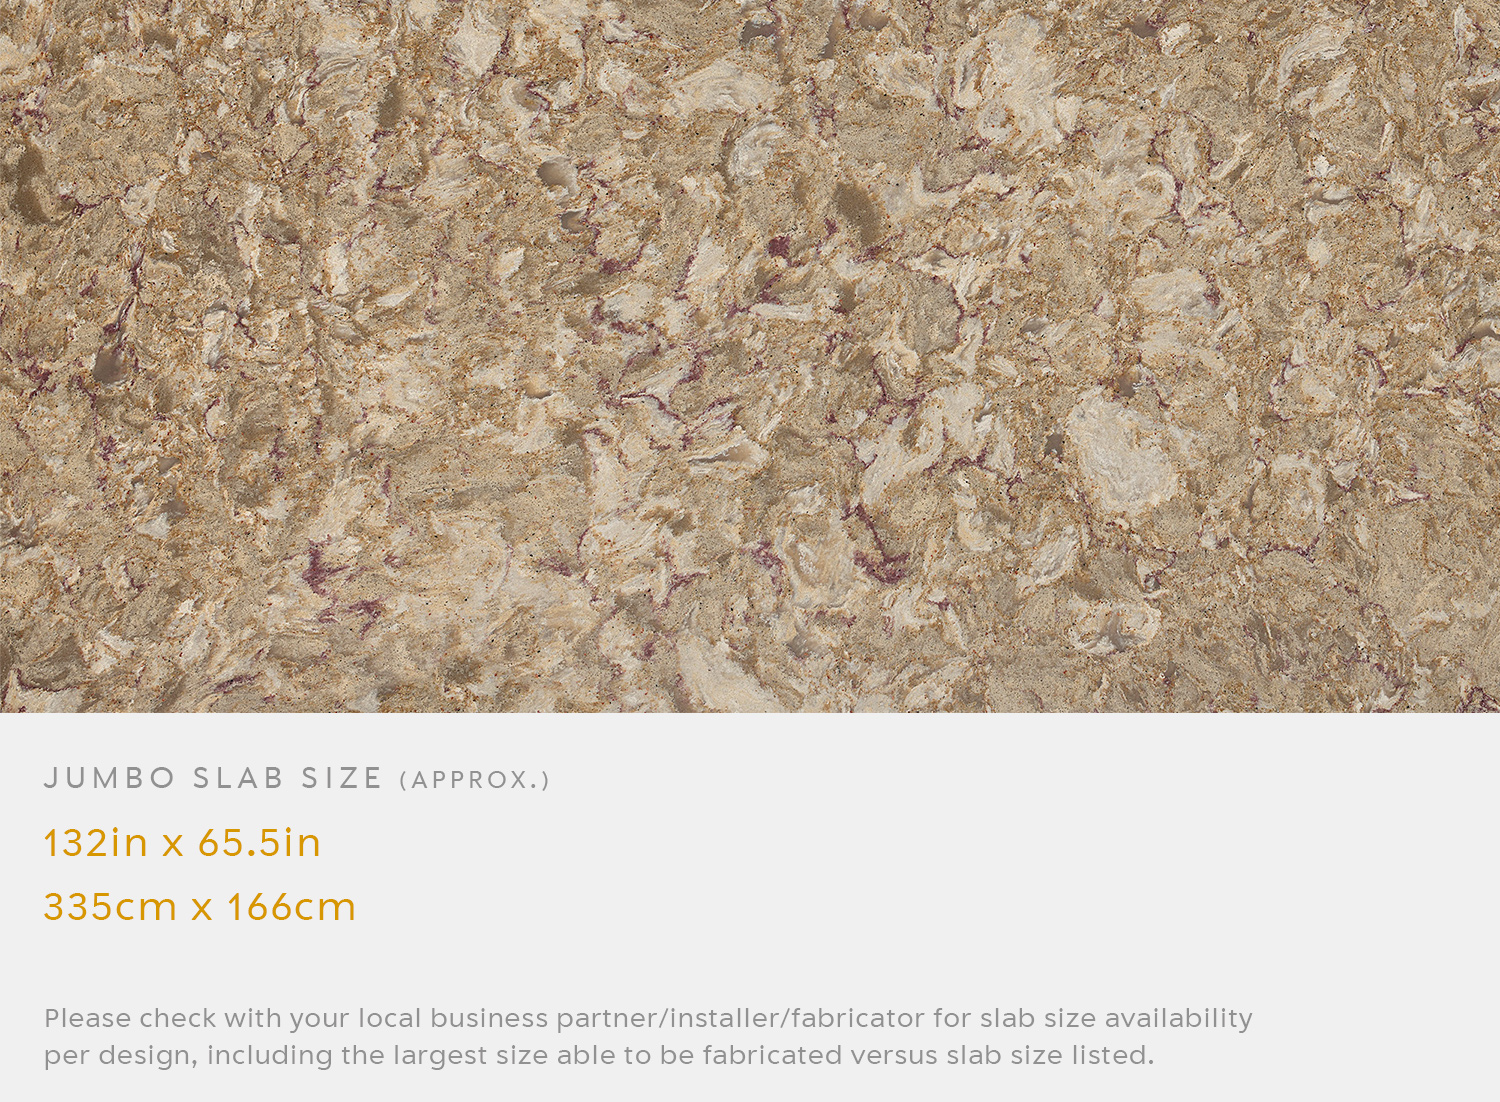 JUMBO SLAB SIZE (APPROX.)
132in x 65.5in
335cm x 166cm
Please check with your local business partner/installer/fabricator for slab size availability
per design, including the largest size able to be fabricated versus slab size listed.